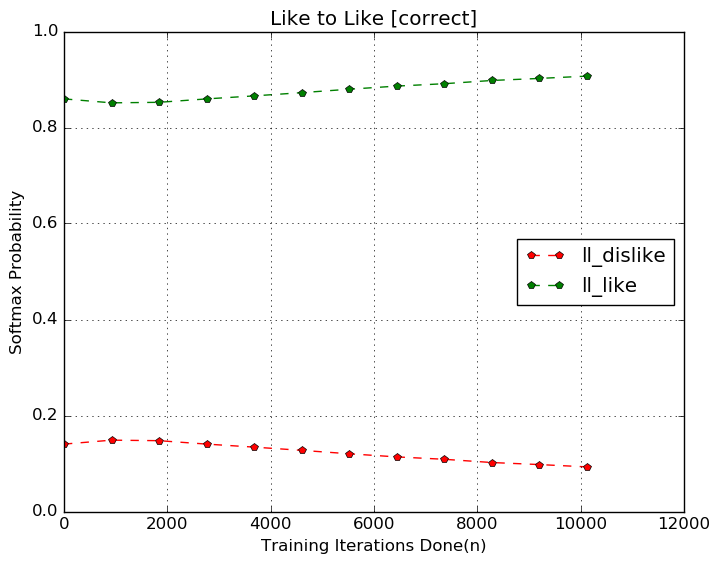 Like to Like [correct]
1.0
0.8
0.6
0.4
0.2
0.0
Softmax Probability
ll_dislike
ll_like
0 2000 4000 6000 8000 10000 12000
Training Iterations Done(n)